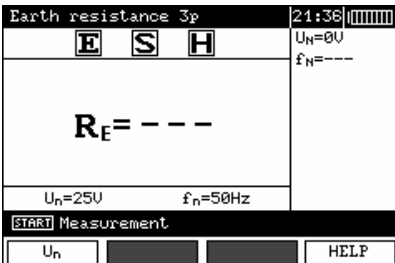 Earth resistance 3p 21:36
E S H
UN=0V
fN=---
RE=---
Un=25V fn=50Hz
START Measurement
Un HELP